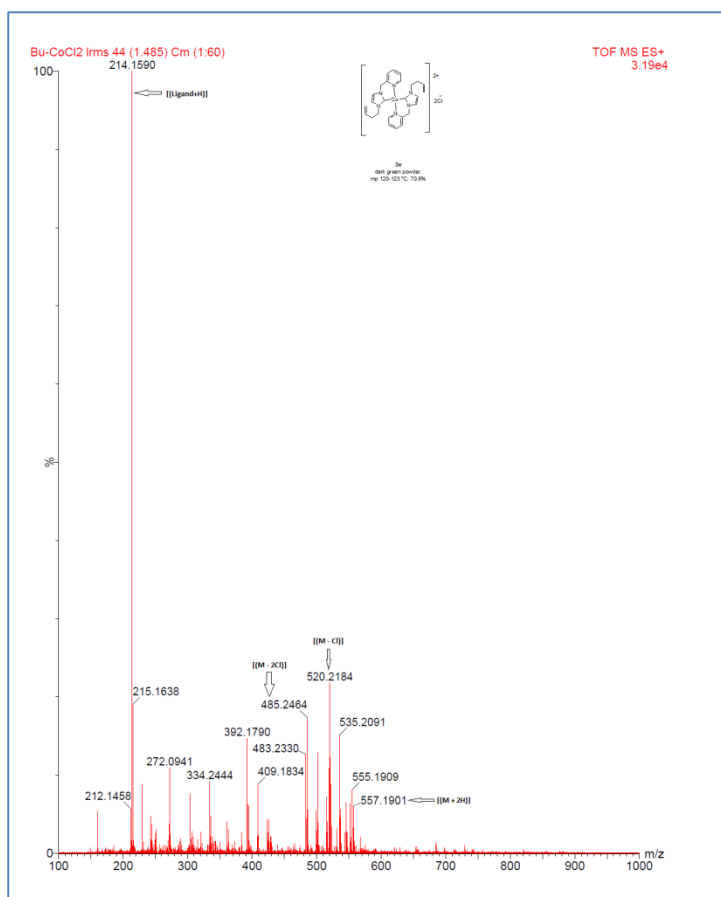 Bu-CoCl2 lrms 44 (1.485) Cm (1:60)
TOF MS ES+
3.19e4
100
214.1590
[(Ligand+H)]
2+
2Cl
N
N
N
Co
N
N
N
3e
dark green powder;
mp 120-123 °C; 70.8%
%
[(M - Cl)]
[(M - 2Cl)]
520.2184
485.2464
215.1638
535.2091
392.1790
483.2330
272.0941
334.2444
409.1834
555.1909
557.1901
[(M + 2H)]
212.1458
0
m/z
100 200 300 400 500 600 700 800 900 1000